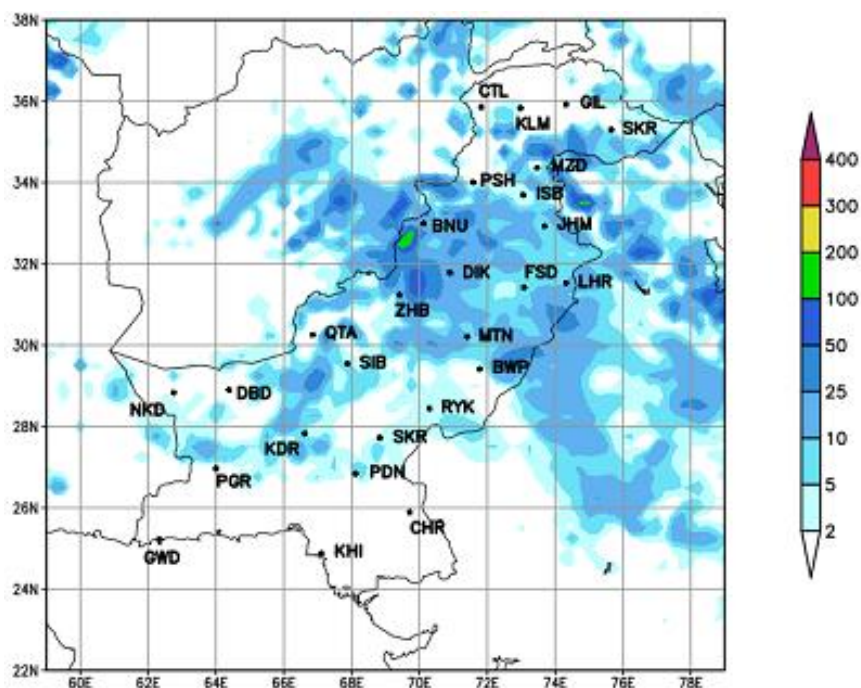 38N
36N
34N
32N
30N
28N
26N
24N
22N
60E 62E 64E 66E 68E 70E 72E 74E 76E 78E
CTL
GIL
KLM
SKR
MZD
PSH
ISB
BNU
JHM
DIK
FSD
LHR
ZHB
QTA
MTN
SIB
BWP
DBD
NKD
RYK
SKR
KDR
PDN
PGR
CHR
KHI
GWD
400
300
200
100
50
25
10
5
2